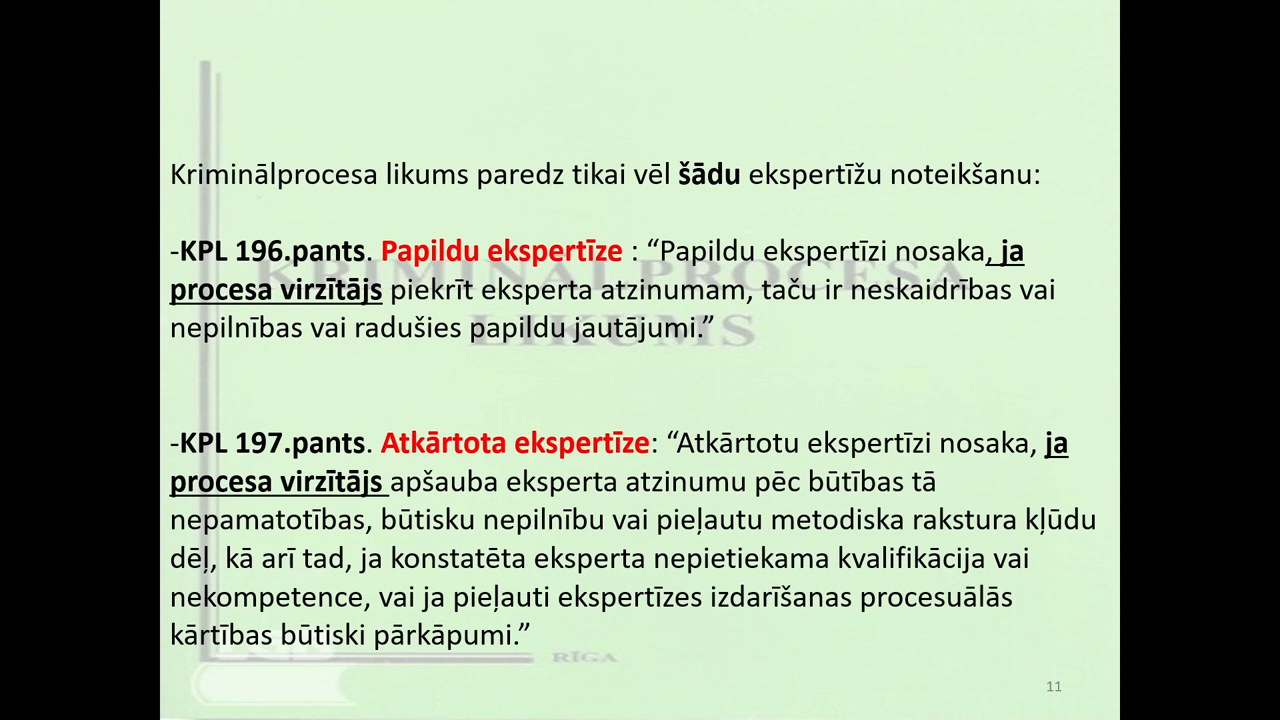 Kriminālprocesa likums paredz tikai vēl šādu ekspertīžu noteikšanu:
-KPL 196.pants. Papildu ekspertīze : “Papildu ekspertīzi nosaka, ja
procesa virzītājs piekrīt eksperta atzinumam, taču ir neskaidrības vai
nepilnības vai radušies papildu jautājumi.”
KRIMINĀLPROCESA
LIKUMS
-KPL 197.pants. Atkārtota ekspertīze: “Atkārtotu ekspertīzi nosaka, ja
procesa virzītājs apšauba eksperta atzinumu pēc būtības tā
nepamatotības, būtisku nepilnību vai pieļautu metodiska rakstura kļūdu
dēļ, kā arī tad, ja konstatēta eksperta nepietiekama kvalifikācija vai
nekompetence, vai ja pieļauti ekspertīzes izdarīšanas procesuālās
kārtības būtiski pārkāpumi.”
RĪGA
11